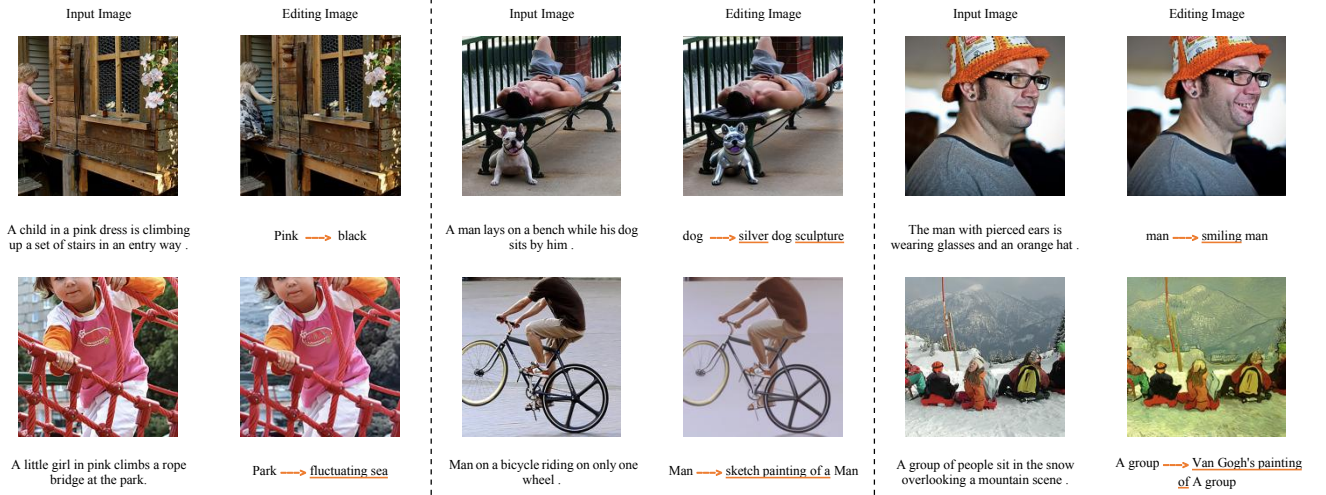 Input Image
Editing Image
Input Image
Editing Image
Input Image
Editing Image
A child in a pink dress is climbing
up a set of stairs in an entry way .
Pink ----> black
A man lays on a bench while his dog
sits by him .
dog ----> silver dog sculpture
The man with pierced ears is
wearing glasses and an orange hat .
man ----> smiling man
A little girl in pink climbs a rope
bridge at the park.
Park ----> fluctuating sea
Man on a bicycle riding on only one
wheel .
Man ----> sketch painting of a Man
A group of people sit in the snow
overlooking a mountain scene .
A group ----> Van Gogh's painting
of A group